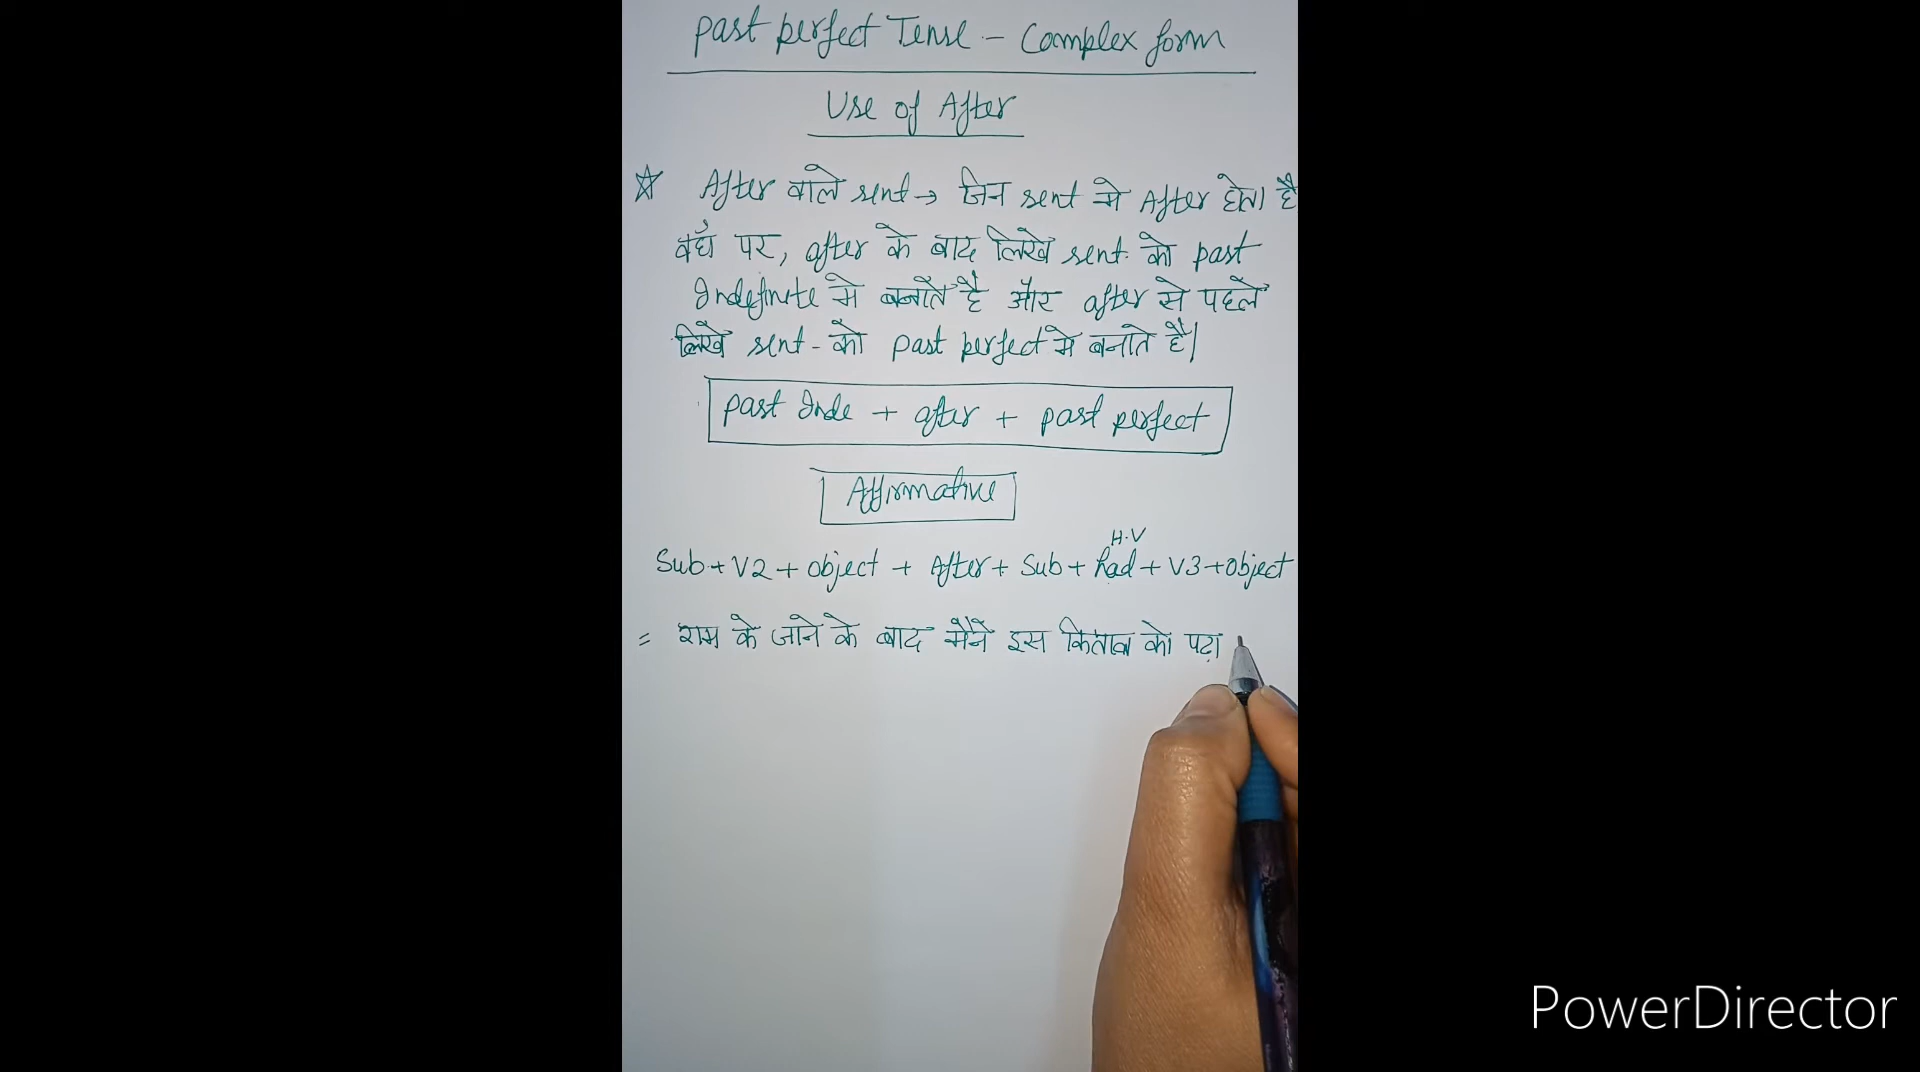 Past perfect Tense - Complex form
Use of After
☆ After वाले sent → जिन sent मे After होता है
वहाँ पर, after के बाद लिखे sent. को past
Indefinite मे बनाते है और after से पहले
लिखे sent - को past perfect मे बनाते है।
past Inde + after + past perfect
Affirmative
H.V
Sub + V2 + object + After + Sub + had + V3 + object
= राम के जाने के बाद मैने इस किताब को पढा
PowerDirector